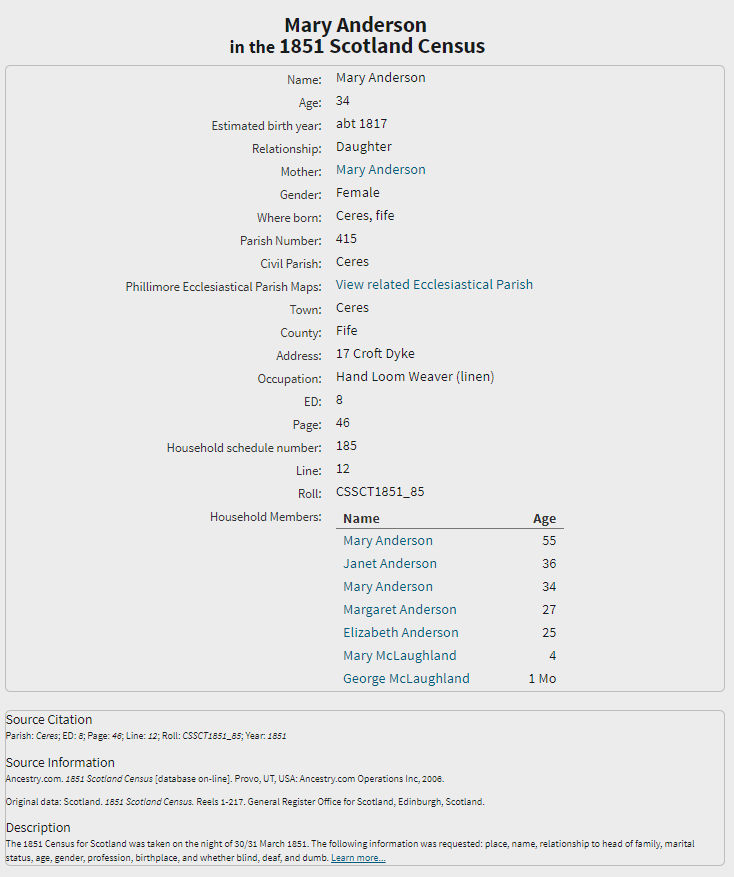 Mary Anderson
in the 1851 Scotland Census
Name: Mary Anderson
Age: 34
Estimated birth year: abt 1817
Relationship: Daughter
Mother: Mary Anderson
Gender: Female
Where born: Ceres, fife
Parish Number: 415
Civil Parish: Ceres
Phillimore Ecclesiastical Parish Maps: View related Ecclesiastical Parish
Town: Ceres
County: Fife
Address: 17 Croft Dyke
Occupation: Hand Loom Weaver (linen)
ED: 8
Page: 46
Household schedule number: 185
Line: 12
Roll: CSSCT1851_85
Household Members: Name Age
Mary Anderson 55
Janet Anderson 36
Mary Anderson 34
Margaret Anderson 27
Elizabeth Anderson 25
Mary McLaughland 4
George McLaughland 1 Mo
Source Citation
Parish: Ceres; ED: 8; Page: 46; Line: 12; Roll: CSSCT1851_85; Year: 1851
Source Information
Ancestry.com. 1851 Scotland Census [database on-line]. Provo, UT, USA: Ancestry.com Operations Inc, 2006.
Original data: Scotland. 1851 Scotland Census. Reels 1-217. General Register Office for Scotland, Edinburgh, Scotland.
Description
The 1851 Census for Scotland was taken on the night of 30/31 March 1851. The following information was requested: place, name, relationship to head of family, marital
status, age, gender, profession, birthplace, and whether blind, deaf, and dumb. Learn more...